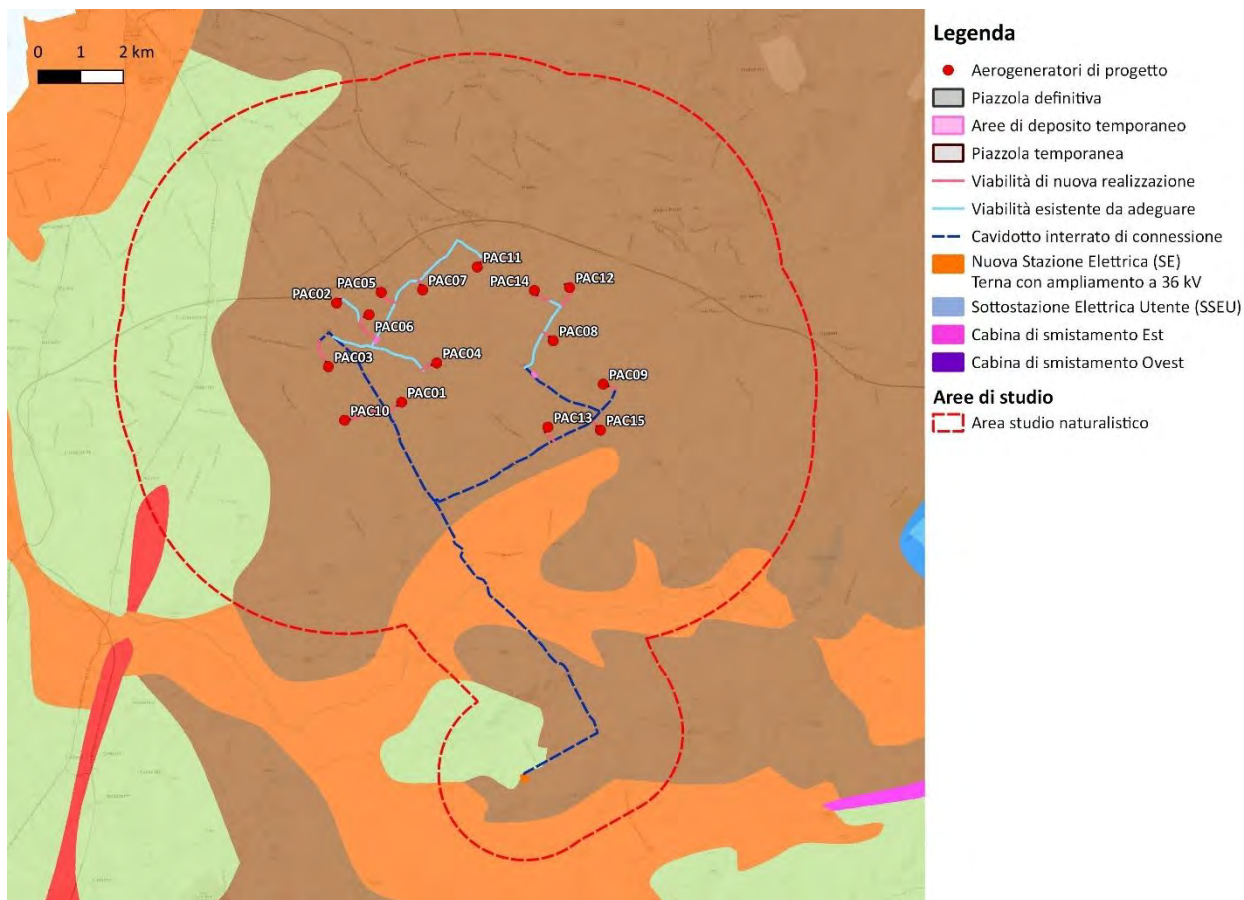 0 1 2 km
PAC11
PAC14
PAC12
PAC05
PAC07
PAC02
PAC06
PAC08
PAC03
PAC04
PAC09
PAC01
PAC10
PAC13
PAC15
Legenda
Aerogeneratori di progetto
Piazzola definitiva
Aree di deposito temporaneo
Piazzola temporanea
Viabilità di nuova realizzazione
Viabilità esistente da adeguare
Cavidotto interrato di connessione
Nuova Stazione Elettrica (SE)
Terna con ampliamento a 36 kV
Sottostazione Elettrica Utente (SSEU)
Cabina di smistamento Est
Cabina di smistamento Ovest
Aree di studio
Area studio naturalistico